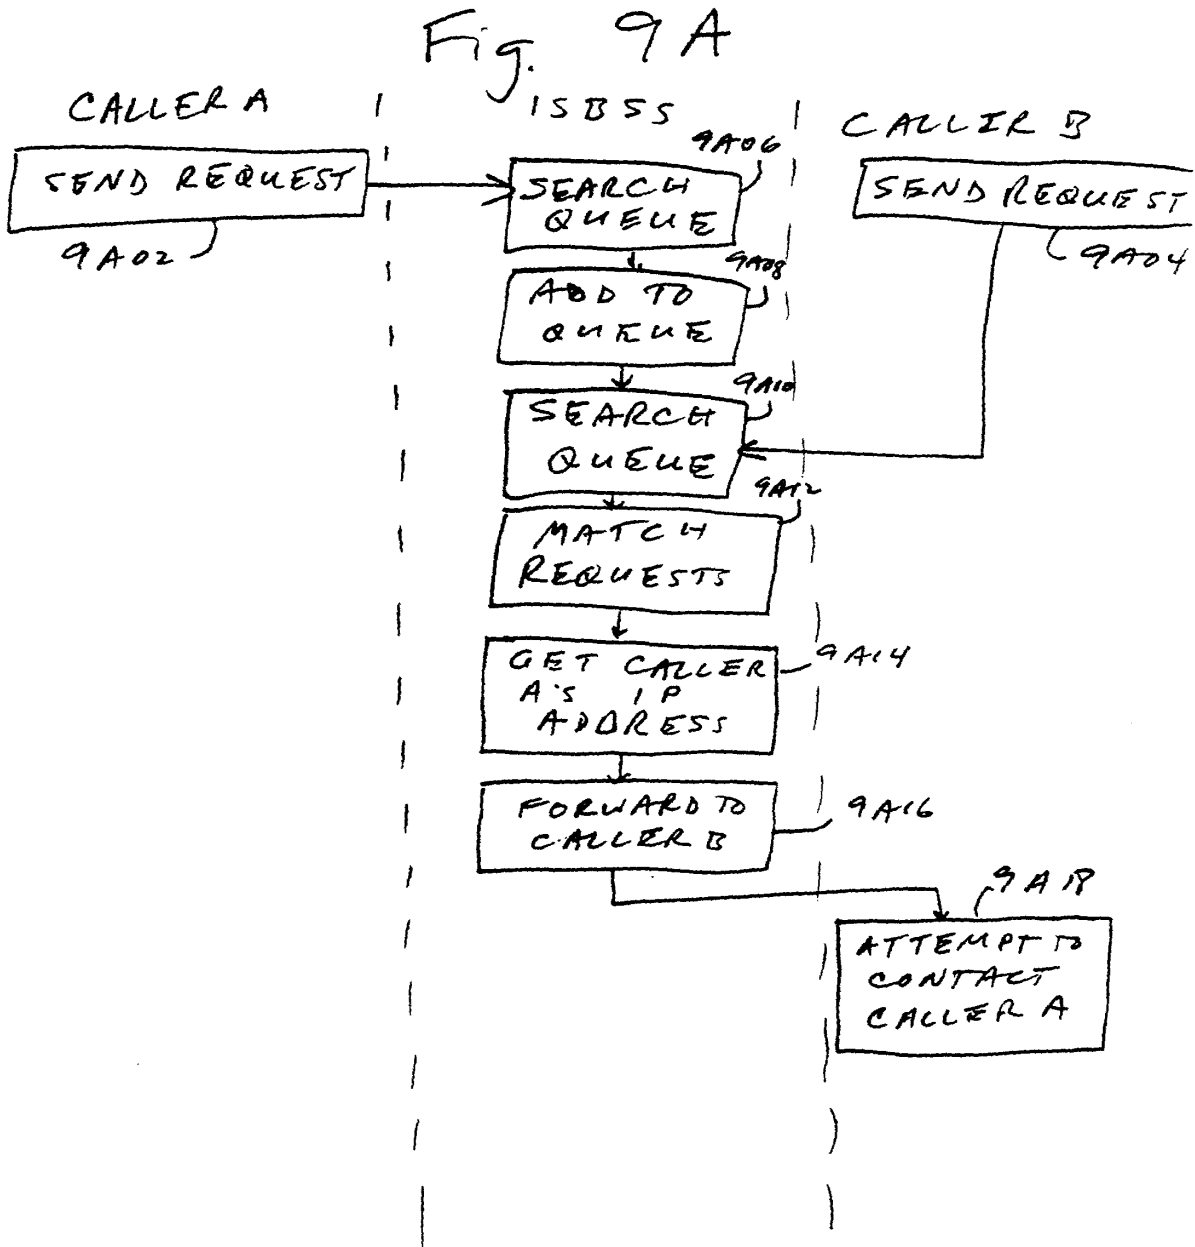 Fig. 9A
CALLER A
ISBSS
CALLER B
SEND REQUEST
9A02
9A06
SEARCH
QUEUE
SEND REQUEST
9A04
9A08
ADD TO
QUEUE
9A10
SEARCH
QUEUE
9A12
MATCH
REQUESTS
GET CALLER
A'S IP
ADDRESS
9A14
FORWARD TO
CALLER B
9A16
9A18
ATTEMPT TO
CONTACT
CALLER A